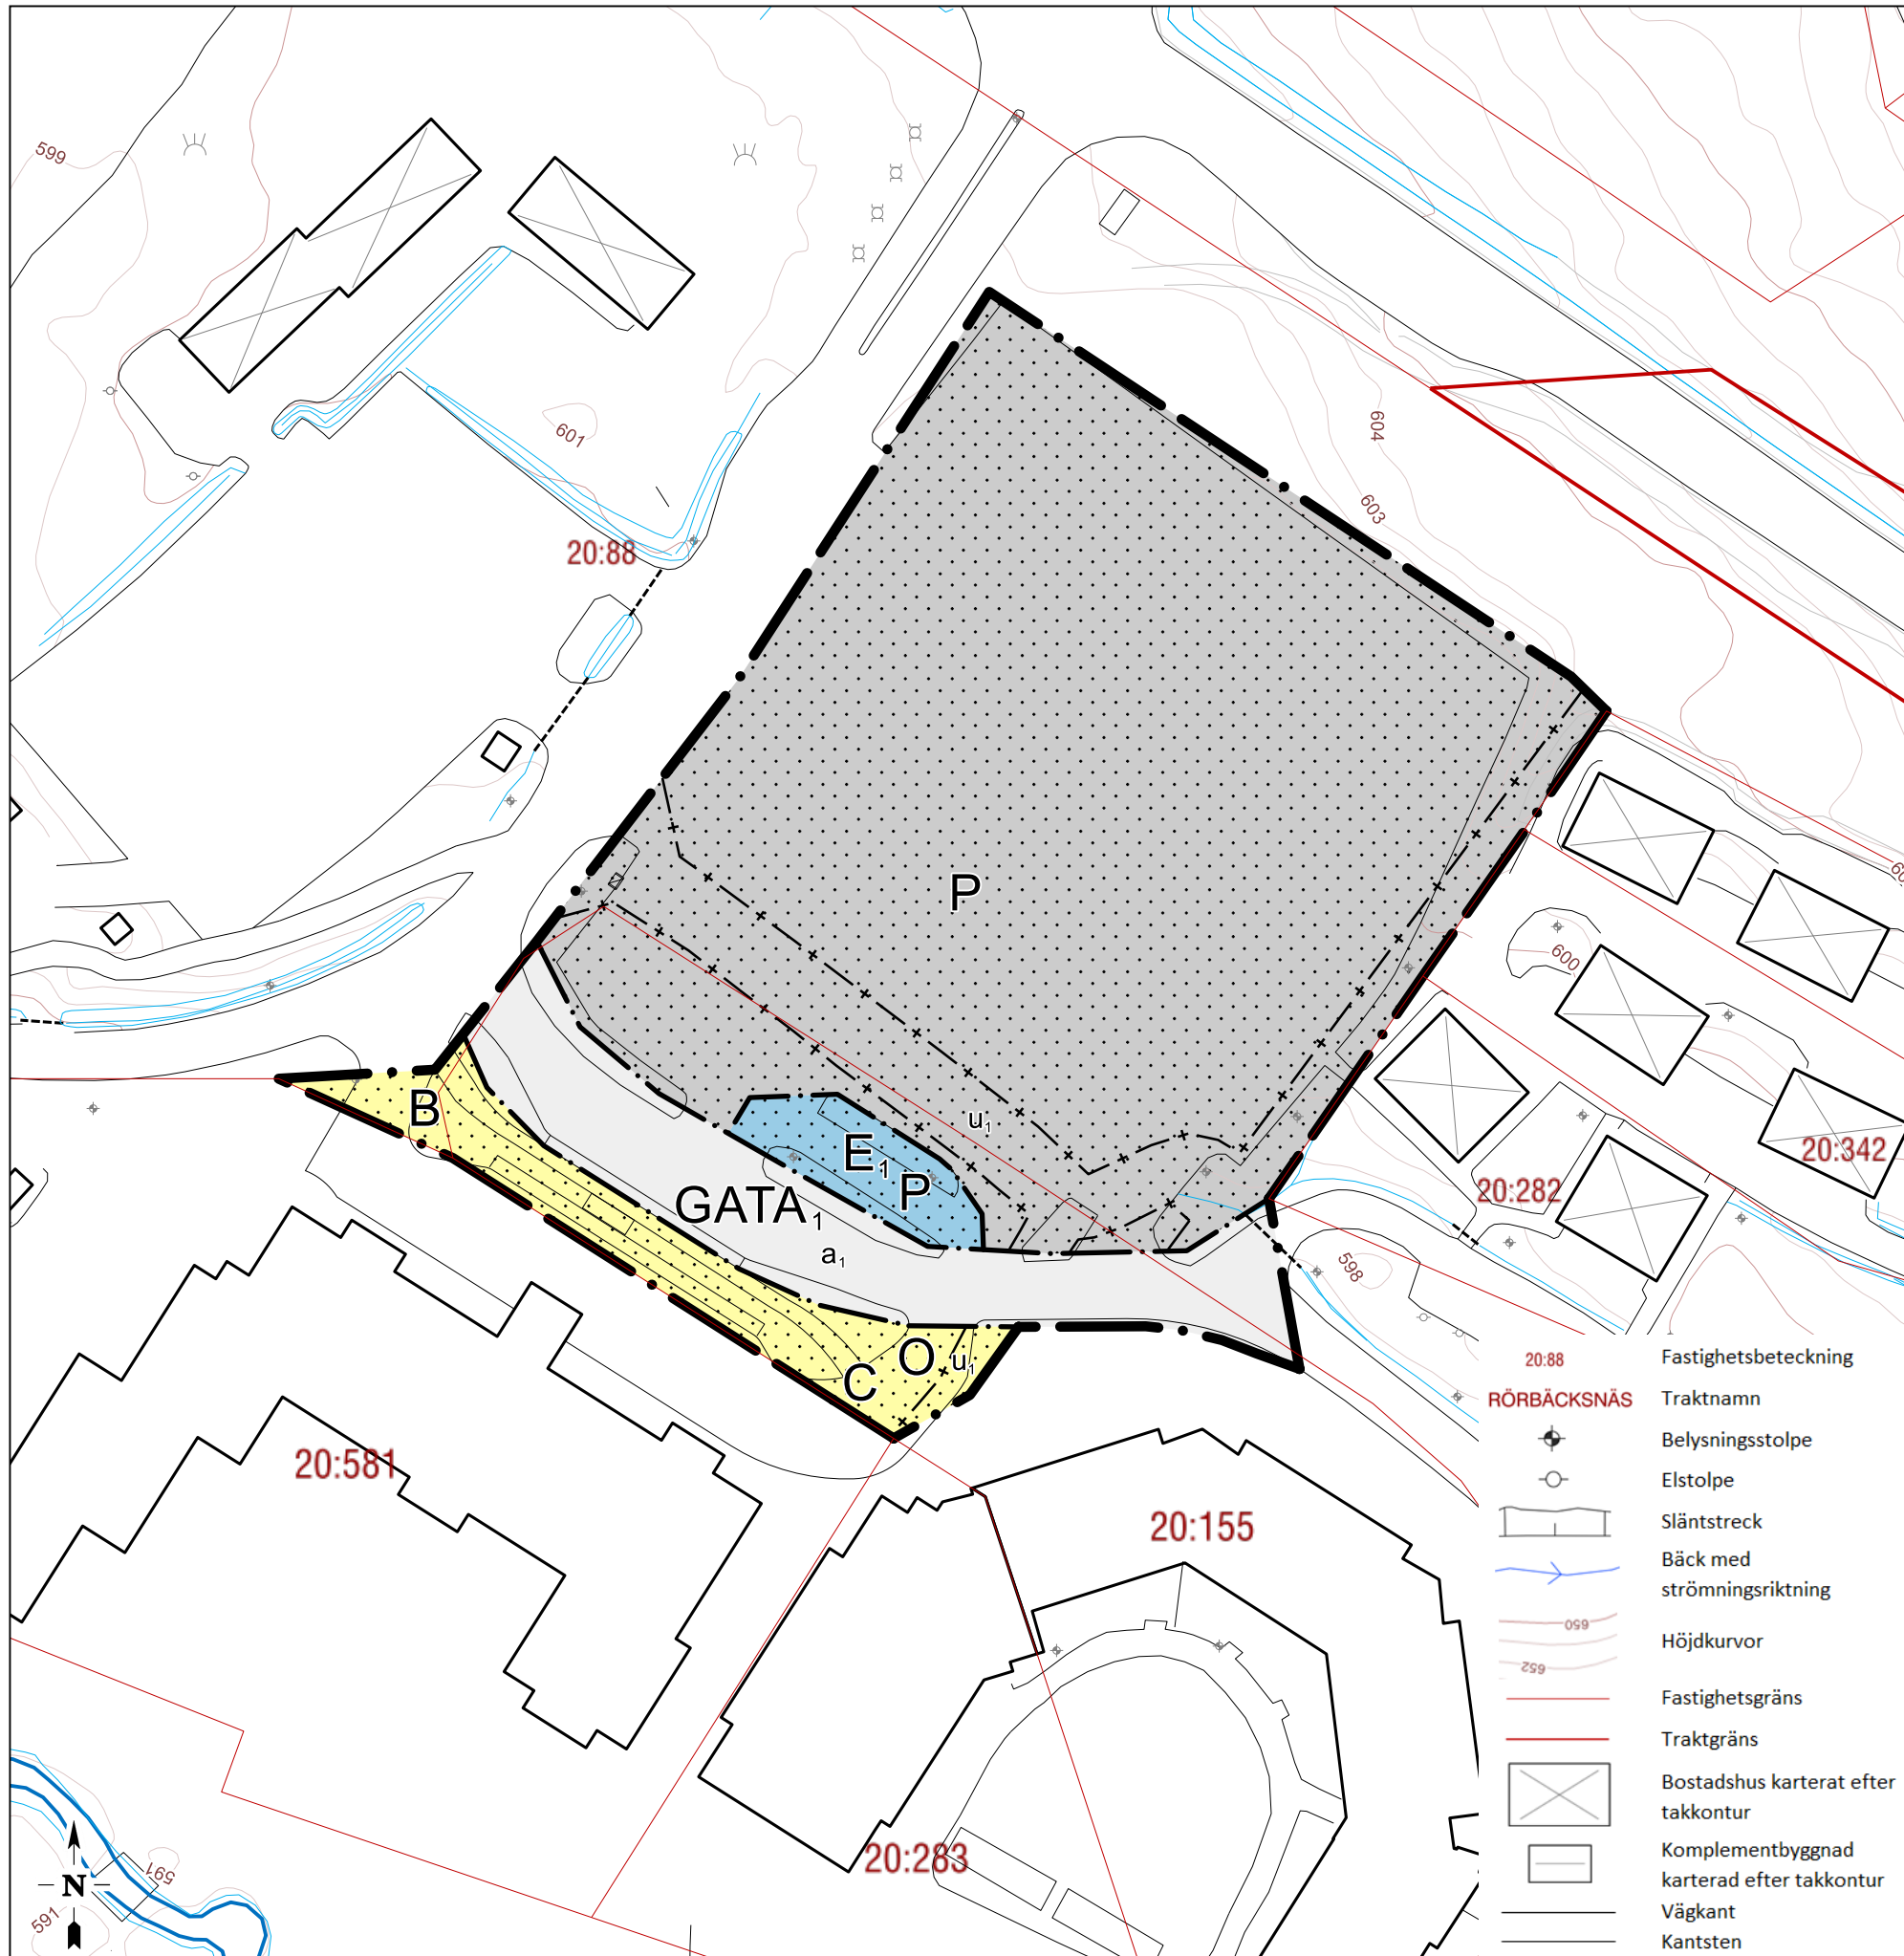 599
601
604
603
20:88
P
600
B
u1
E1
P
20:342
20:282
GATA1
a1
598
O u1
C
20:581
20:155
20:283
591
591
N
20:88 Fastighetsbeteckning
RÖRBÄCKSNÄS Traktnamn
Belysningsstolpe
Elstolpe
Släntstreck
Bäck med
strömningsriktning
650
Höjdkurvor
652
Fastighetsgräns
Traktgräns
Bostadshus karterat efter
takkontur
Komplementbyggnad
karterad efter takkontur
Vägkant
Kantsten